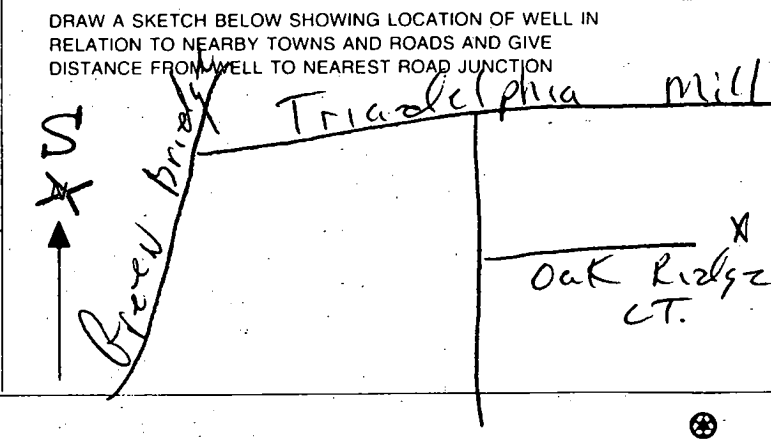 DRAW A SKETCH BELOW SHOWING LOCATION OF WELL IN
RELATION TO NEARBY TOWNS AND ROADS AND GIVE
DISTANCE FROM WELL TO NEAREST ROAD JUNCTION
Triadelphia Mill
S
N
Green Bridge
X
Oak Ridge
CT.